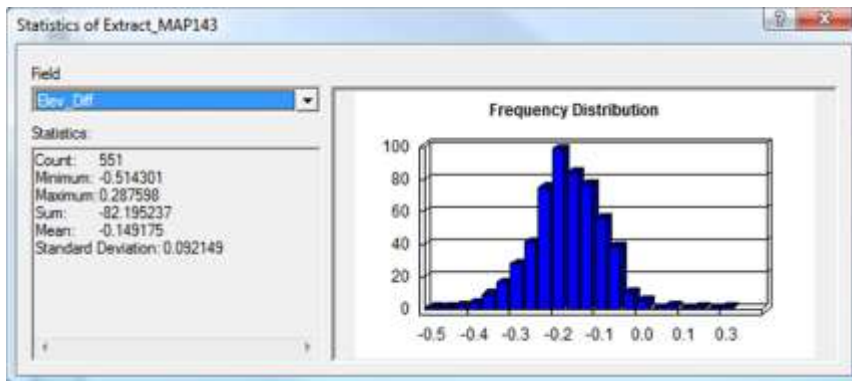 Statistics of Extract_MAP143
Field
Elev_Diff
Statistics:
Count: 551
Minimum: -0.514301
Maximum: 0.287598
Sum: -82.195237
Mean: -0.149175
Standard Deviation: 0.092149
Frequency Distribution
100
80
60
40
20
0
-0.5 -0.4 -0.3 -0.2 -0.1 0.0 0.1 0.3